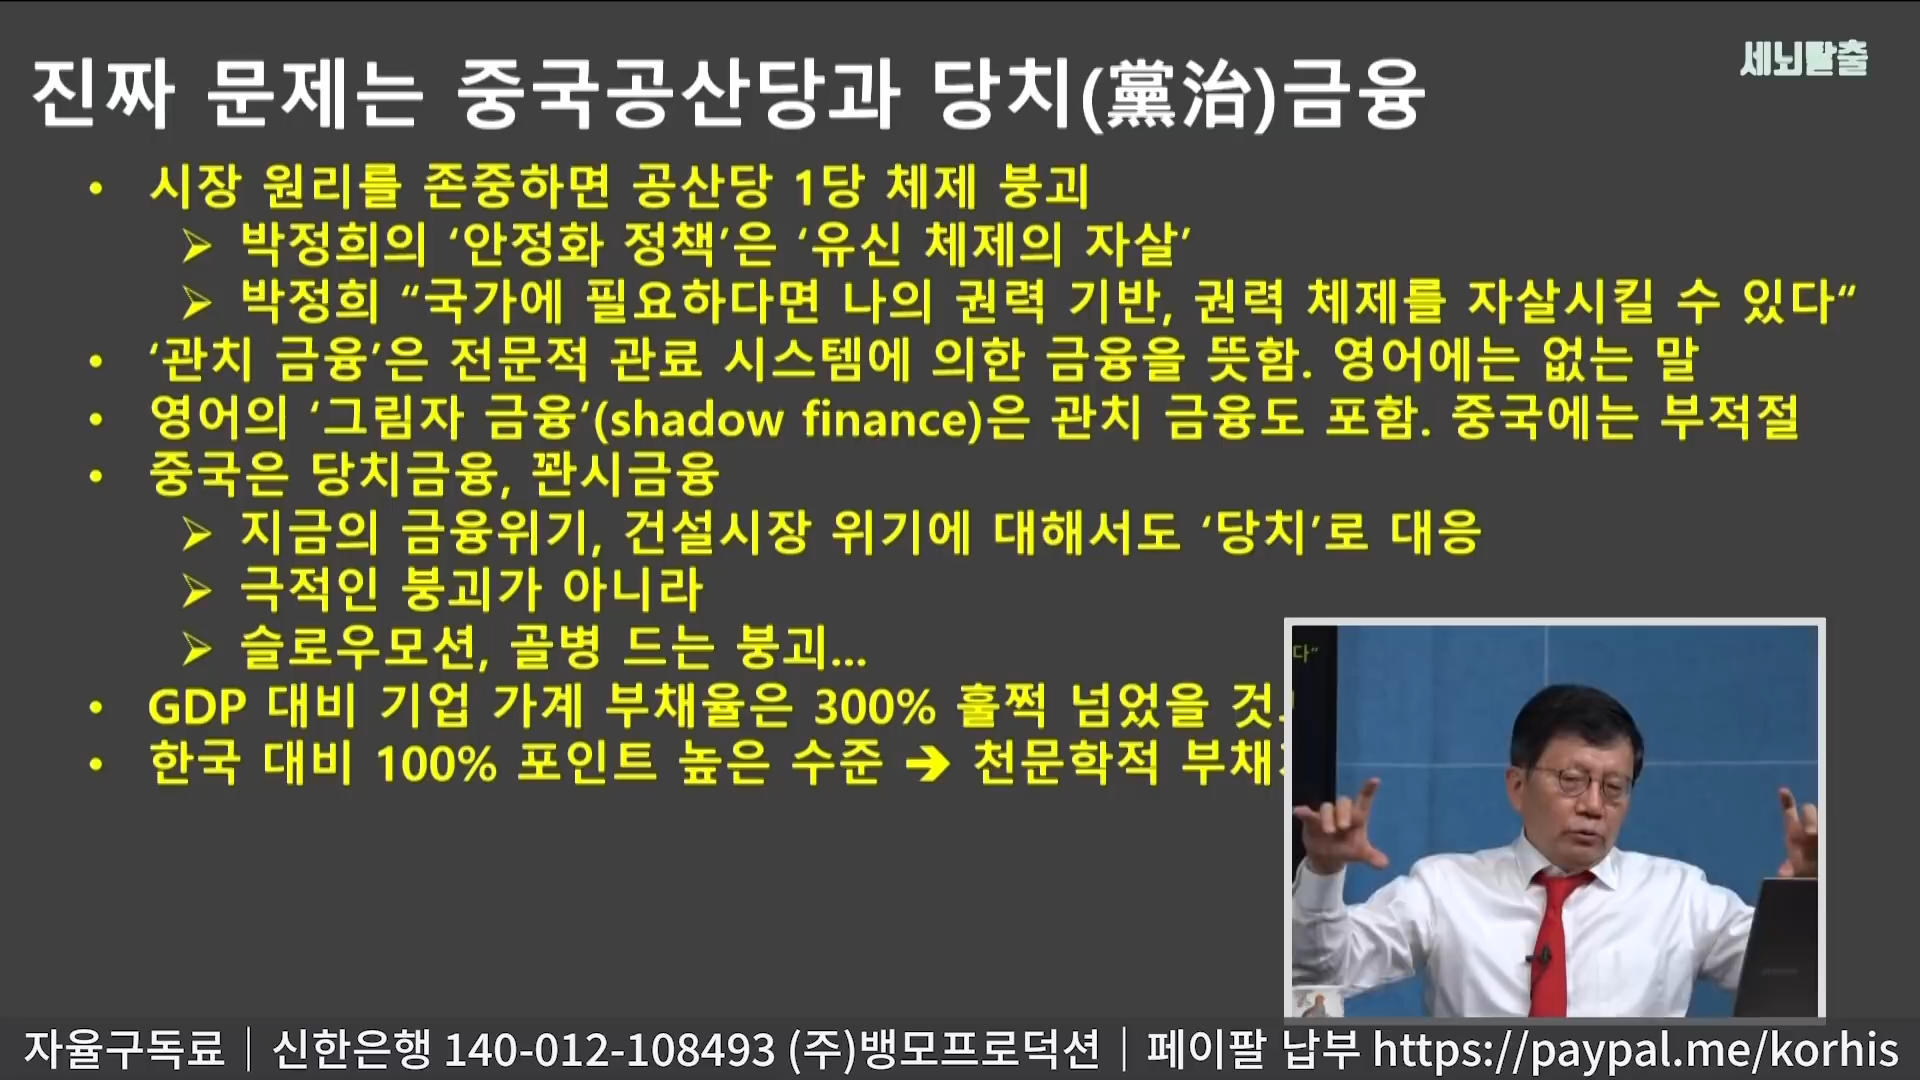 진짜 문제는 중국공산당과 당치(黨治)금융
세뇌탈출
• 시장 원리를 존중하면 공산당 1당 체제 붕괴
➢ 박정희의 ‘안정화 정책’은 ‘유신 체제의 자살’
➢ 박정희 “국가에 필요하다면 나의 권력 기반, 권력 체제를 자살시킬 수 있다“
• ‘관치 금융’은 전문적 관료 시스템에 의한 금융을 뜻함. 영어에는 없는 말
• 영어의 ‘그림자 금융‘(shadow finance)은 관치 금융도 포함. 중국에는 부적절
• 중국은 당치금융, 꽌시금융
➢ 지금의 금융위기, 건설시장 위기에 대해서도 ‘당치’로 대응
➢ 극적인 붕괴가 아니라
➢ 슬로우모션, 골병 드는 붕괴...
• GDP 대비 기업 가계 부채율은 300% 훌쩍 넘었을 것
• 한국 대비 100% 포인트 높은 수준 ➔ 천문학적 부채
다”
자율구독료 | 신한은행 140-012-108493 (주)뱅모프로덕션 | 페이팔 납부 https://paypal.me/korhis